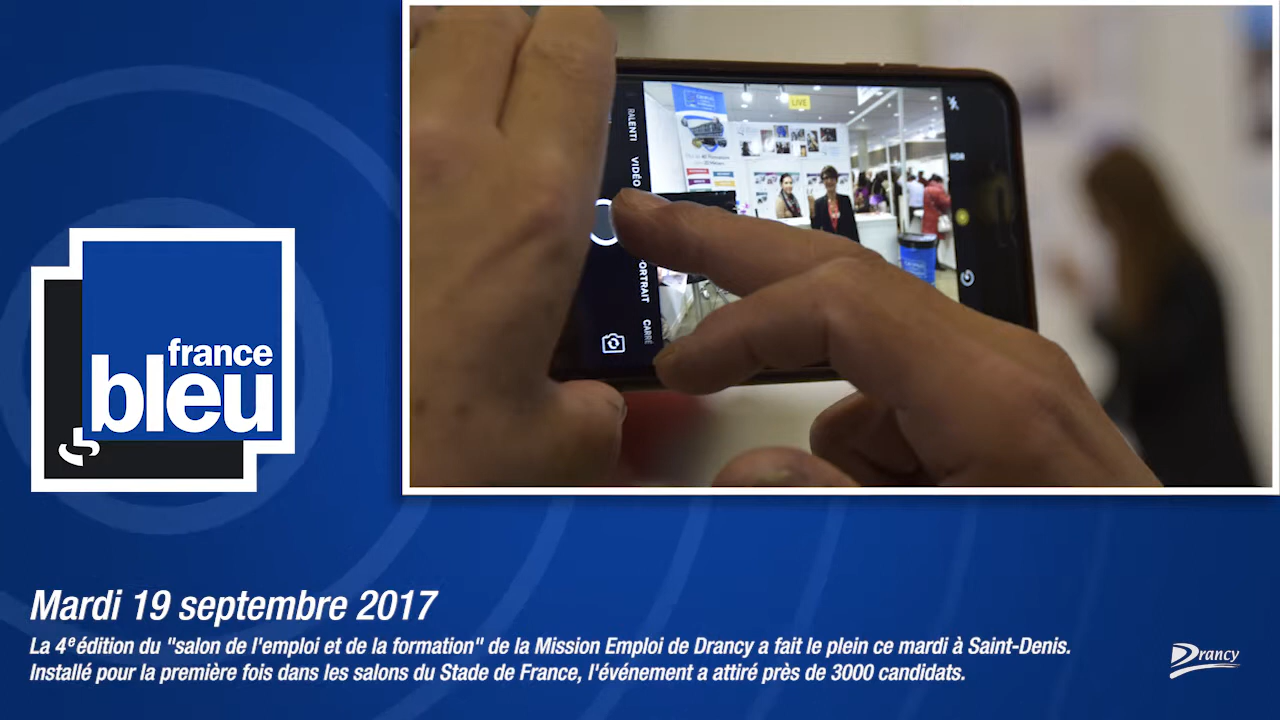 RALENTI
VIDÉO
PORTRAIT
CARRÉ
LIVE
HDR
france
bleu
Mardi 19 septembre 2017
La 4e édition du "salon de l'emploi et de la formation" de la Mission Emploi de Drancy a fait le plein ce mardi à Saint-Denis.
Installé pour la première fois dans les salons du Stade de France, l'événement a attiré près de 3000 candidats.
Drancy